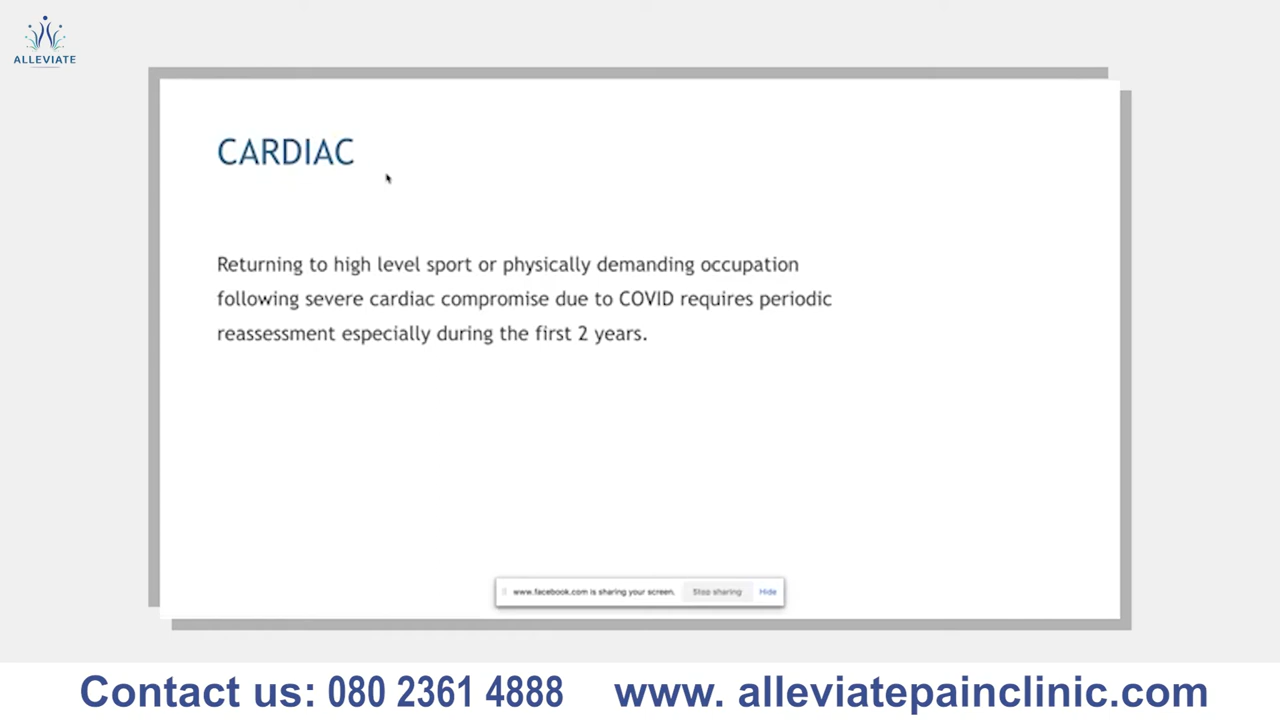 ALLEVIATE
CARDIAC
Returning to high level sport or physically demanding occupation
following severe cardiac compromise due to COVID requires periodic
reassessment especially during the first 2 years.
www.facebook.com is sharing your screen. Stop sharing Hide
Contact us: 080 2361 4888 www. alleviatepainclinic.com